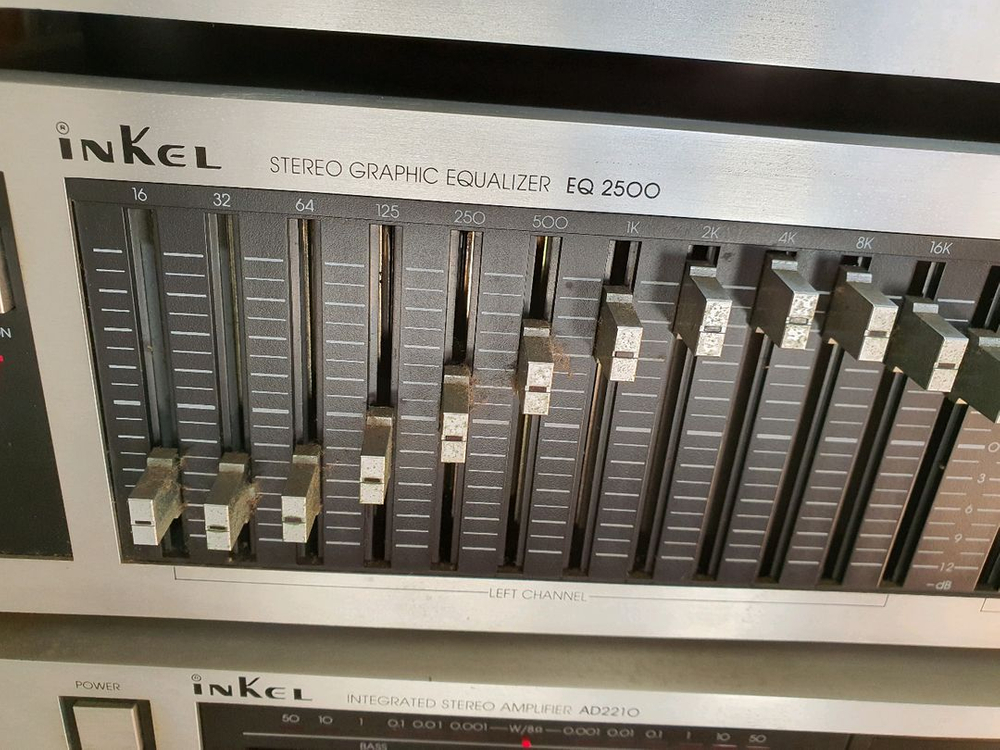 ® INKEL STEREO GRAPHIC EQUALIZER EQ 2500
16 32 64 125 250 500 1K 2K 4K 8K 16K
0
3
6
9
12
-dB
LEFT CHANNEL
® INKEL INTEGRATED STEREO AMPLIFIER AD2210
POWER
50 10 1 0.1 0.01 0.001 W/8Ω 0.001 0.01 0.1 1 10 50
BASS